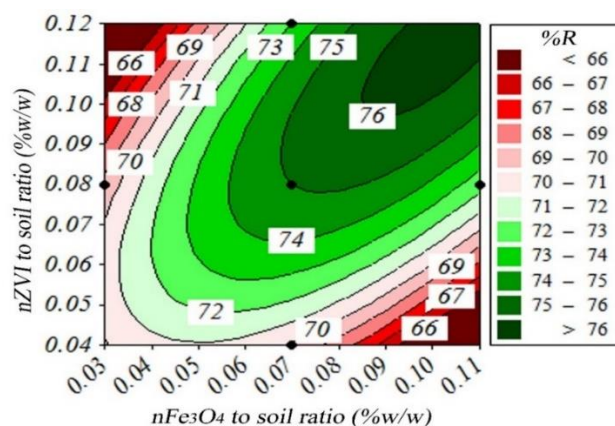 0.12
0.11
0.10
0.09
0.08
0.07
0.06
0.05
0.04
nZVI to soil ratio (%w/w)
66
69
73
75
68
71
76
70
74
69
72
67
70
66
0.03
0.04
0.05
0.06
0.07
0.08
0.09
0.10
0.11
nFe3O4 to soil ratio (%w/w)
%R
< 66
66 – 67
67 – 68
68 – 69
69 – 70
70 – 71
71 – 72
72 – 73
73 – 74
74 – 75
75 – 76
> 76